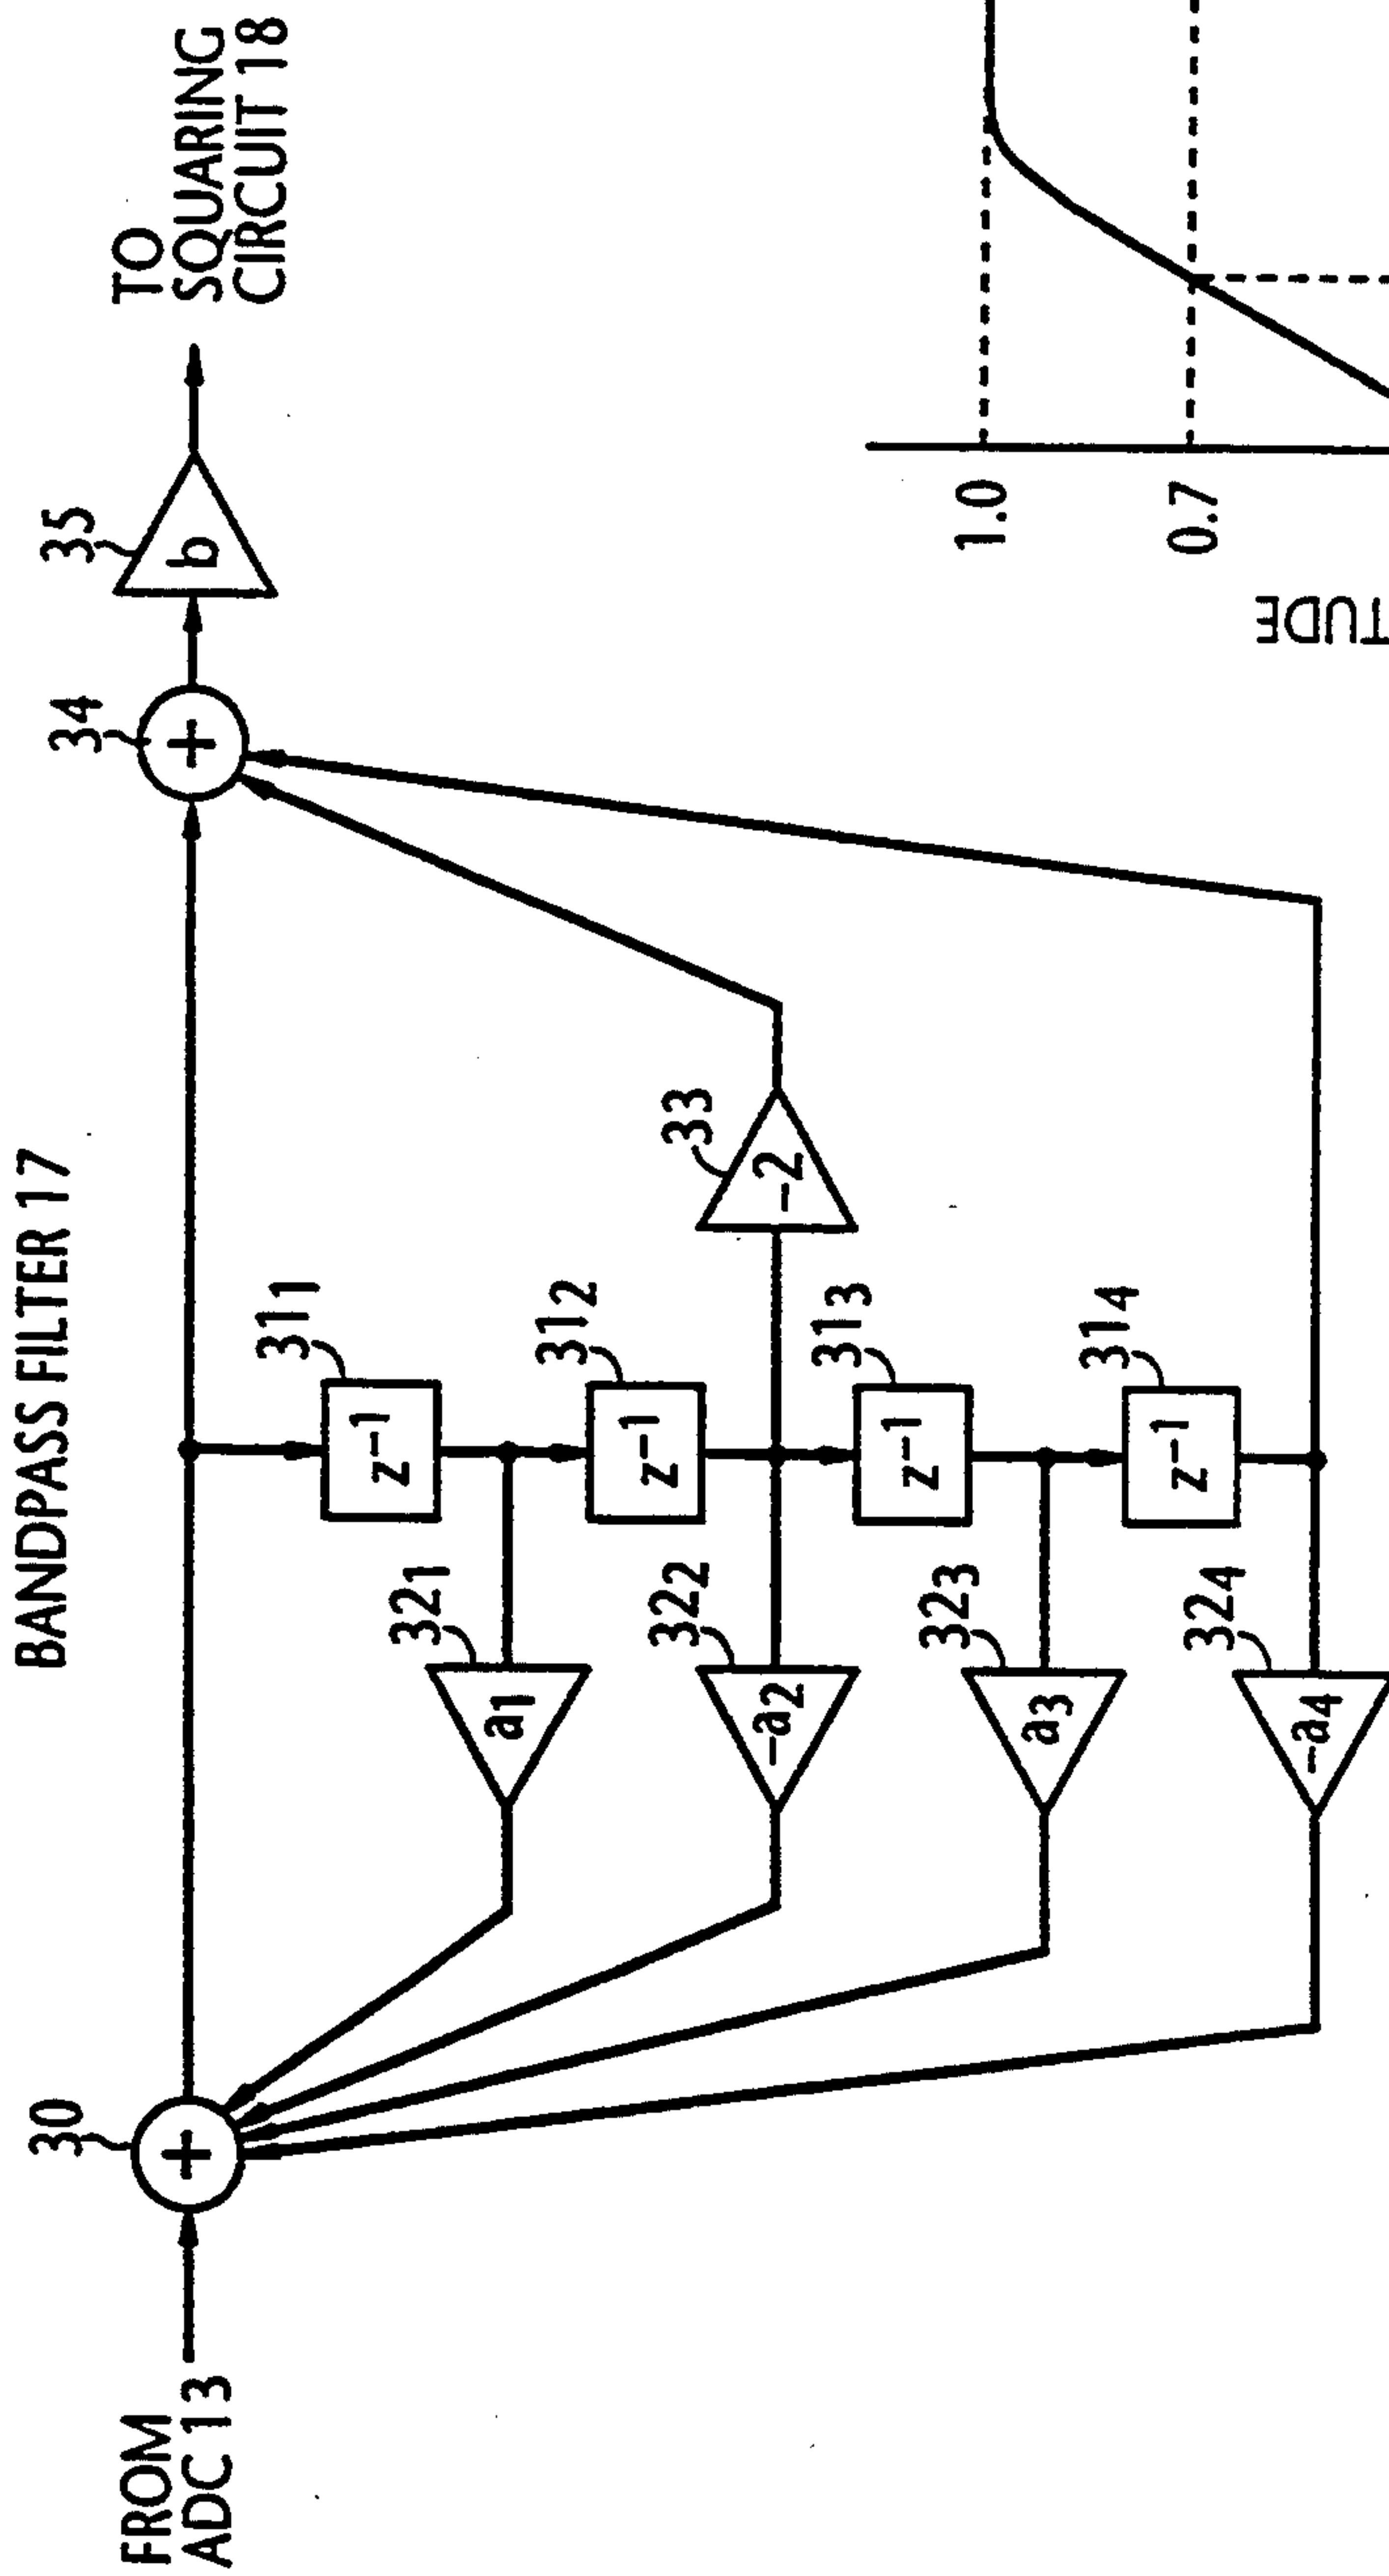 BANDPASS FILTER 17
FROM
ADC 13
30
+
34
+
35
b
TO
SQUARING
CIRCUIT 18
311
z⁻¹
321
a1
312
z⁻¹
322
-a2
33
-2
313
z⁻¹
323
a3
314
z⁻¹
324
-a4
1.0
0.7
TUDE